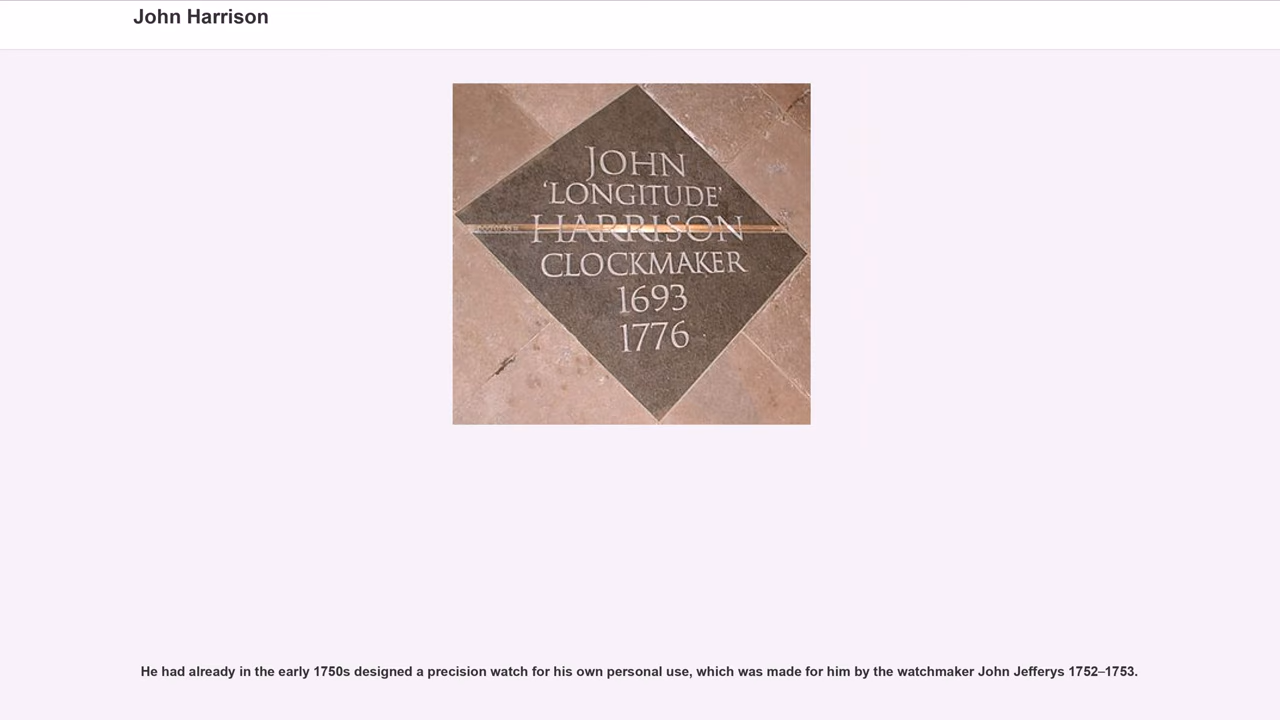 John Harrison
JOHN
'LONGITUDE'
HARRISON
CLOCKMAKER
1693
1776
He had already in the early 1750s designed a precision watch for his own personal use, which was made for him by the watchmaker John Jefferys 1752–1753.